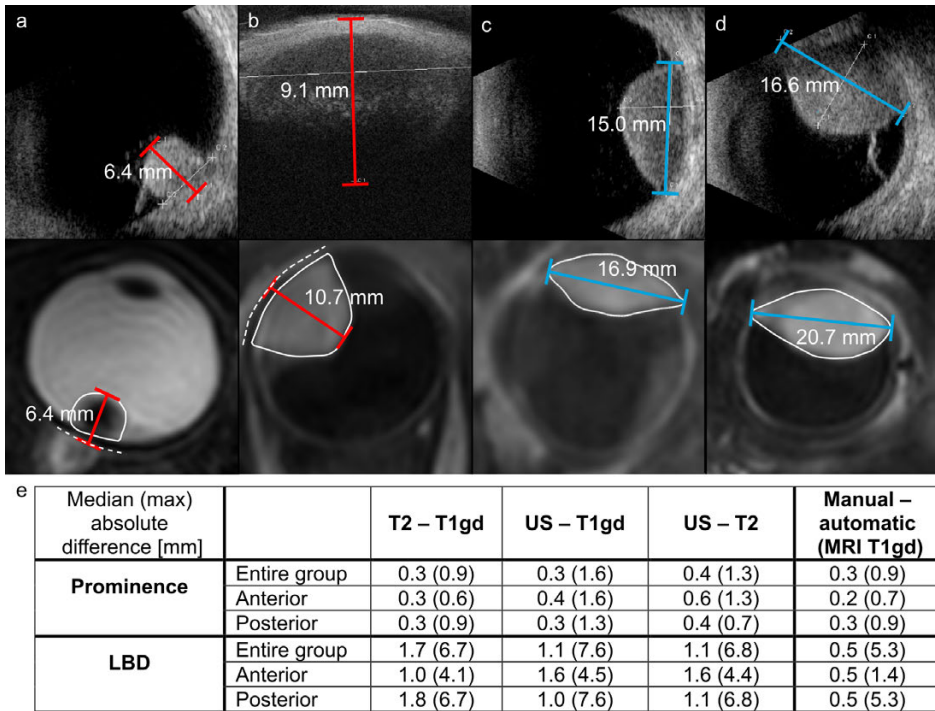 a
b
c
d
6.4 mm
9.1 mm
15.0 mm
16.6 mm
6.4 mm
10.7 mm
16.9 mm
20.7 mm
e
Median (max) absolute difference [mm] T2 – T1gd US – T1gd US – T2 Manual – automatic (MRI T1gd)
Prominence Entire group 0.3 (0.9) 0.3 (1.6) 0.4 (1.3) 0.3 (0.9)
Anterior 0.3 (0.6) 0.4 (1.6) 0.6 (1.3) 0.2 (0.7)
Posterior 0.3 (0.9) 0.3 (1.3) 0.4 (0.7) 0.3 (0.9)
LBD Entire group 1.7 (6.7) 1.1 (7.6) 1.1 (6.8) 0.5 (5.3)
Anterior 1.0 (4.1) 1.6 (4.5) 1.6 (4.4) 0.5 (1.4)
Posterior 1.8 (6.7) 1.0 (7.6) 1.1 (6.8) 0.5 (5.3)